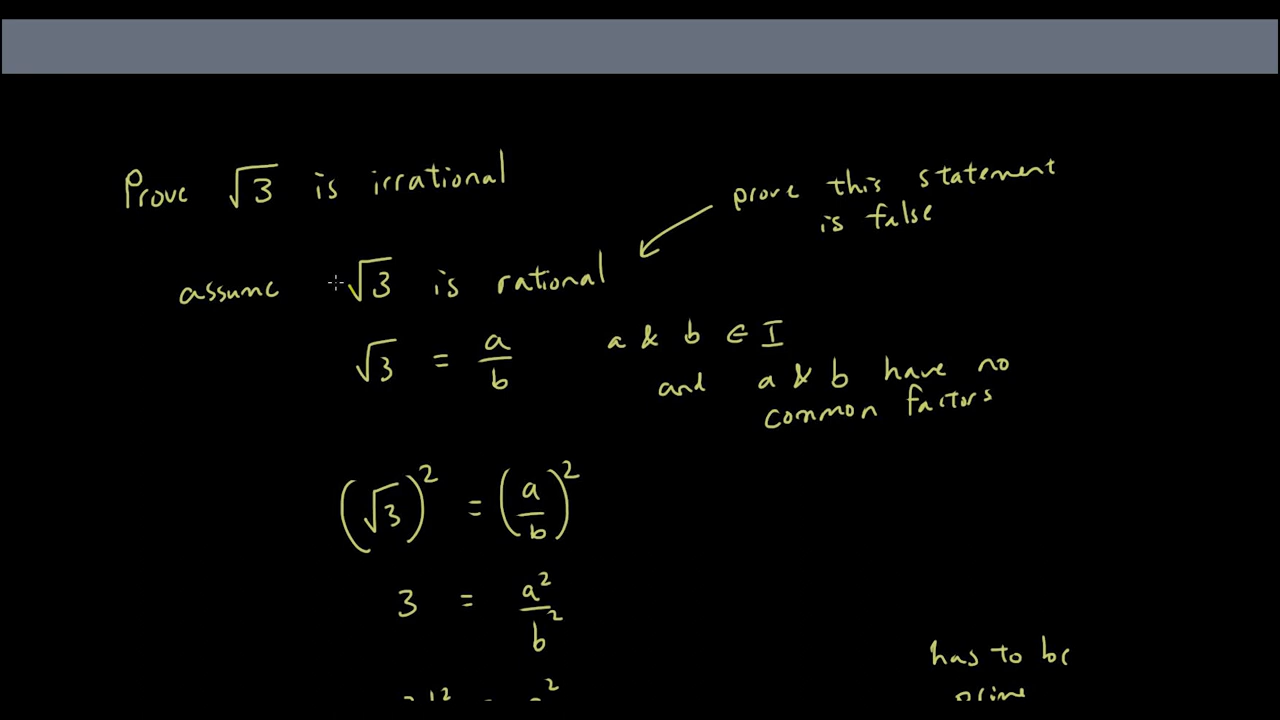 Prove √3 is irrational
prove this statement
is false
assume √3 is rational
√3 = a/b
a & b ∈ I
and a & b have no
common factors
(√3)² = (a/b)²
3 = a²/b²
has to be